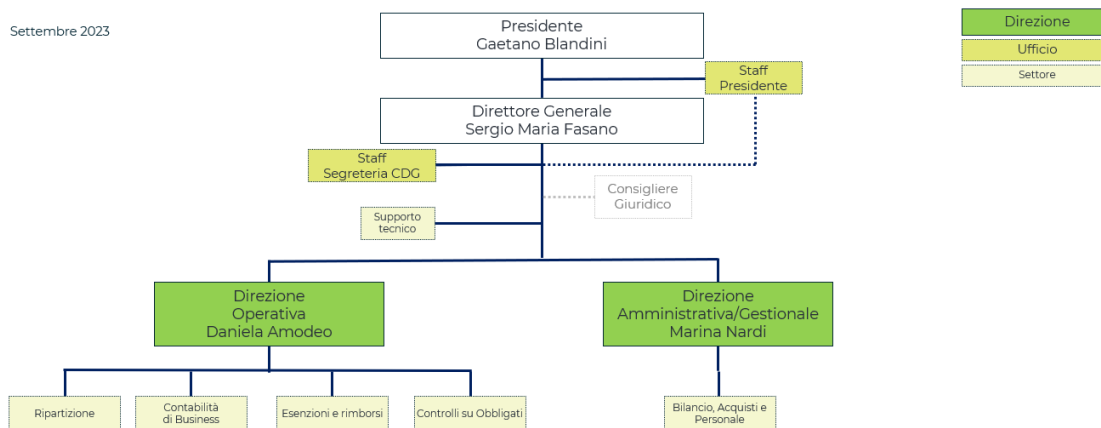 Settembre 2023
Presidente
Gaetano Blandini
Direzione
Ufficio
Settore
Staff
Presidente
Direttore Generale
Sergio Maria Fasano
Staff
Segreteria CDG
Consigliere
Giuridico
Supporto
tecnico
Direzione
Operativa
Daniela Amodeo
Direzione
Amministrativa/Gestionale
Marina Nardi
Ripartizione
Contabilità
di Business
Esenzioni e rimborsi
Controlli su Obbligati
Bilancio, Acquisti e
Personale